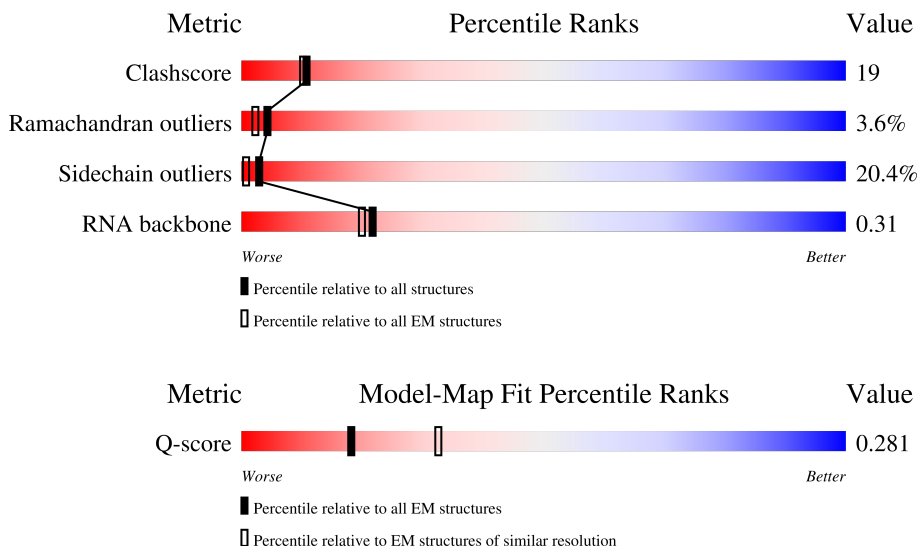 Metric Percentile Ranks Value
Clashscore 19
Ramachandran outliers 3.6%
Sidechain outliers 20.4%
RNA backbone 0.31
Worse Better
Percentile relative to all structures
Percentile relative to all EM structures
Metric Model-Map Fit Percentile Ranks Value
Q-score 0.281
Worse Better
Percentile relative to all EM structures
Percentile relative to EM structures of similar resolution